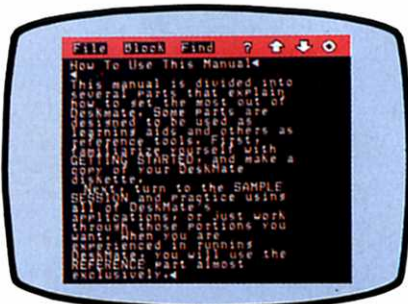 File Block Find ?
How To Use This Manual
This manual is divided into
several parts that explain
how to get the most out of
DeskMate. Some parts are
designed to be used as
learning aids and others as
reference tools. First,
familiarize yourself with
GETTING STARTED, and make a
copy of your DeskMate
diskette.
Next, turn to the SAMPLE
SESSION and practice using
all of DeskMate's
applications, or just work
through those portions you
want. When you are
experienced in running
DeskMate, you will use the
REFERENCE part almost
exclusively.